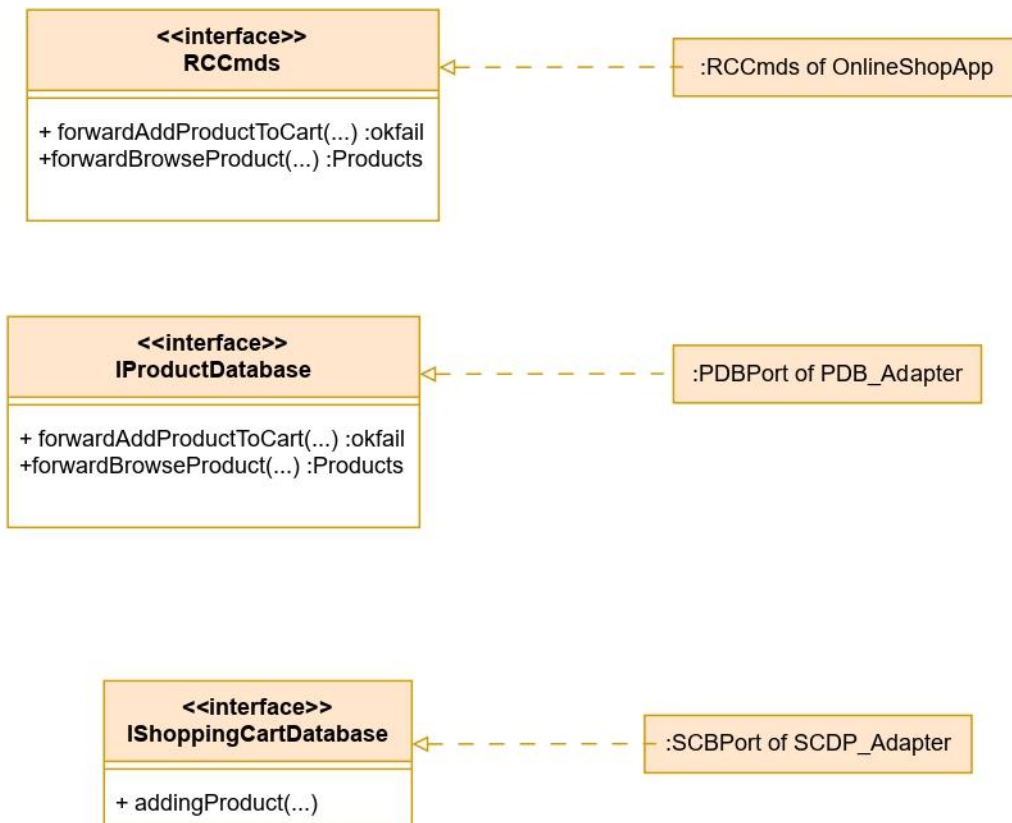 <<interface>>
RCCmds
:RCCmds of OnlineShopApp
+ forwardAddProductToCart(...) :okfail
+forwardBrowseProduct(...) :Products
<<interface>>
IProductDatabase
:PDBPort of PDB_Adapter
+ forwardAddProductToCart(...) :okfail
+forwardBrowseProduct(...) :Products
<<interface>>
IShoppingCartDatabase
:SCBPort of SCDP_Adapter
+ addingProduct(...)